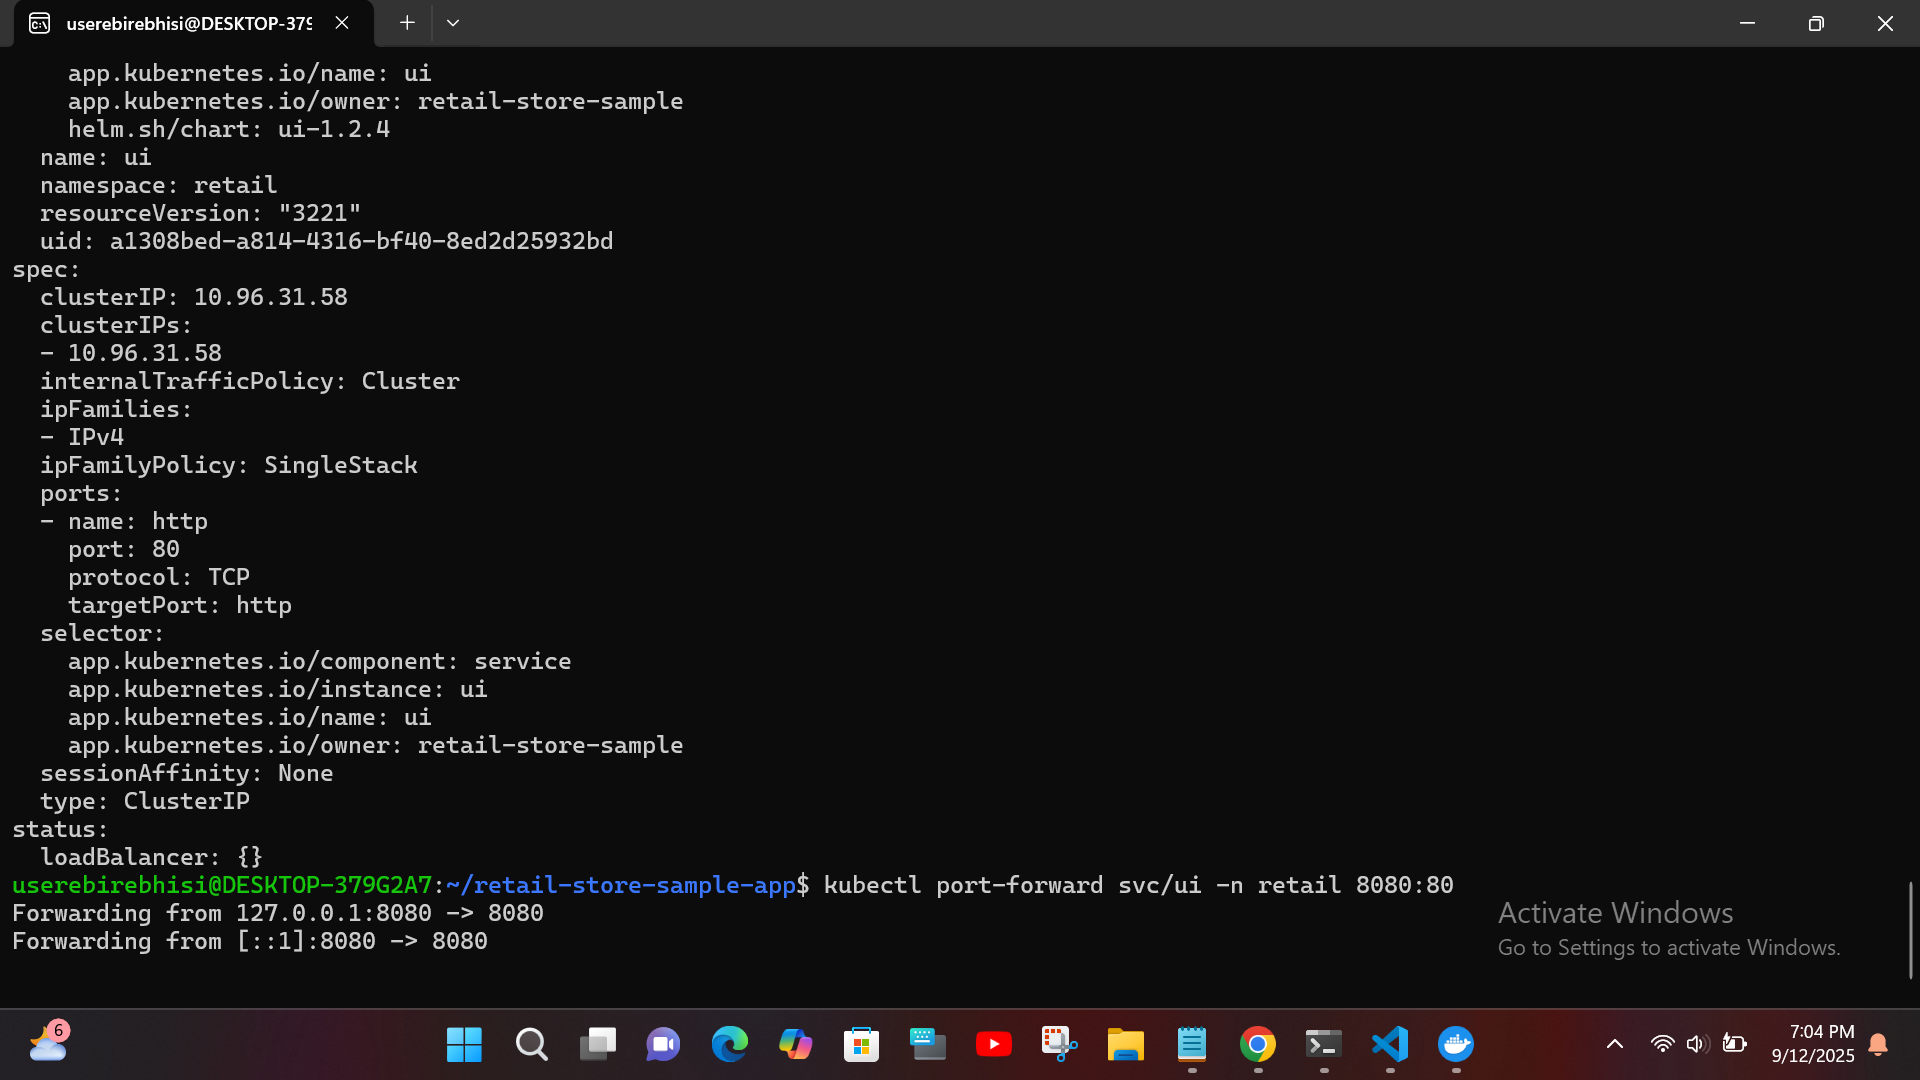 userebirebhisi@DESKTOP-379
app.kubernetes.io/name: ui
app.kubernetes.io/owner: retail-store-sample
helm.sh/chart: ui-1.2.4
name: ui
namespace: retail
resourceVersion: "3221"
uid: a1308bed-a814-4316-bf40-8ed2d25932bd
spec:
clusterIP: 10.96.31.58
clusterIPs:
- 10.96.31.58
internalTrafficPolicy: Cluster
ipFamilies:
- IPv4
ipFamilyPolicy: SingleStack
ports:
- name: http
port: 80
protocol: TCP
targetPort: http
selector:
app.kubernetes.io/component: service
app.kubernetes.io/instance: ui
app.kubernetes.io/name: ui
app.kubernetes.io/owner: retail-store-sample
sessionAffinity: None
type: ClusterIP
status:
loadBalancer: {}
userebirebhisi@DESKTOP-379G2A7:~/retail-store-sample-app$ kubectl port-forward svc/ui -n retail 8080:80
Forwarding from 127.0.0.1:8080 -> 8080
Forwarding from [::1]:8080 -> 8080
Activate Windows
Go to Settings to activate Windows.
6
7:04 PM
9/12/2025